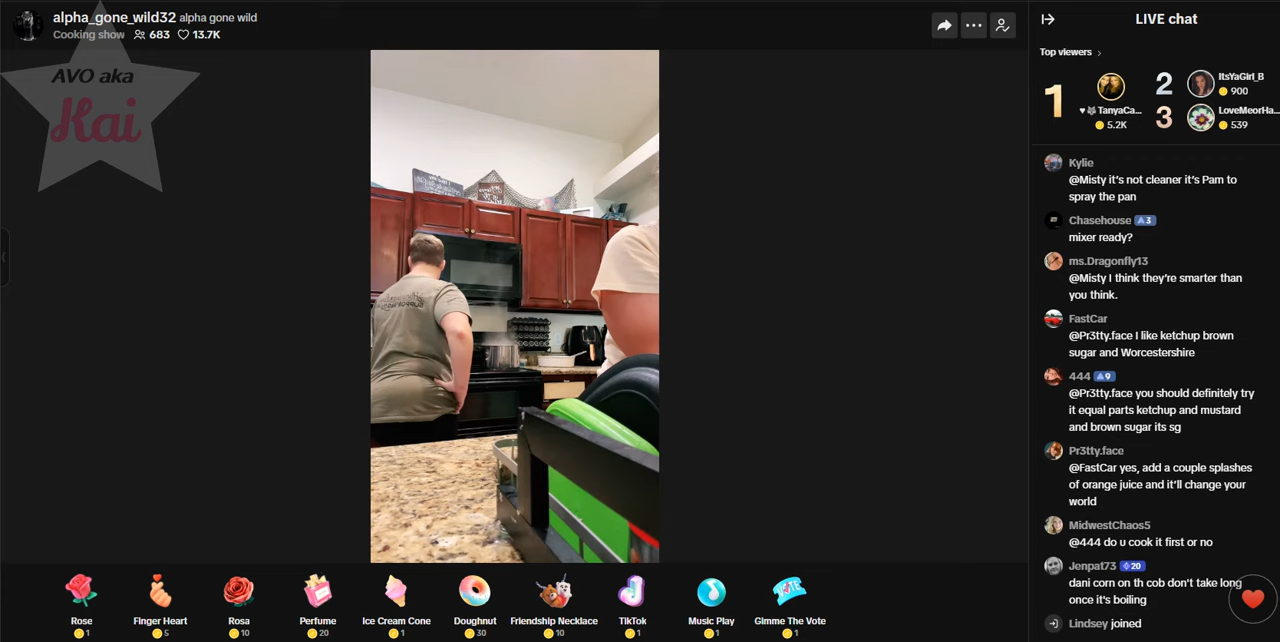 alpha_gone_wild32 alpha gone wild
Cooking show 683 13.7K
AVO aka
Kai
LIVE chat
Top viewers >
1
♥ TanyaCa...
5.2K
2
ItsYaGirl_B
900
3
LoveMeorHa...
539
Kylie
@Misty it's not cleaner it's Pam to
spray the pan
Chasehouse 3
mixer ready?
ms.Dragonfly13
@Misty I think they're smarter than
you think.
FastCar
@Pr3tty.face I like ketchup brown
sugar and Worcestershire
444 9
@Pr3tty.face you should definitely try
it equal parts ketchup and mustard
and brown sugar its sg
Pr3tty.face
@FastCar yes, add a couple splashes
of orange juice and it'll change your
world
MidwestChaos5
@444 do u cook it first or no
Jenpat73 20
dani corn on th cob don't take long
once it's boiling
Lindsey joined
Rose
1
Finger Heart
5
Rosa
10
Perfume
20
Ice Cream Cone
1
Doughnut
30
Friendship Necklace
10
TikTok
1
Music Play
1
Gimme The Vote
1